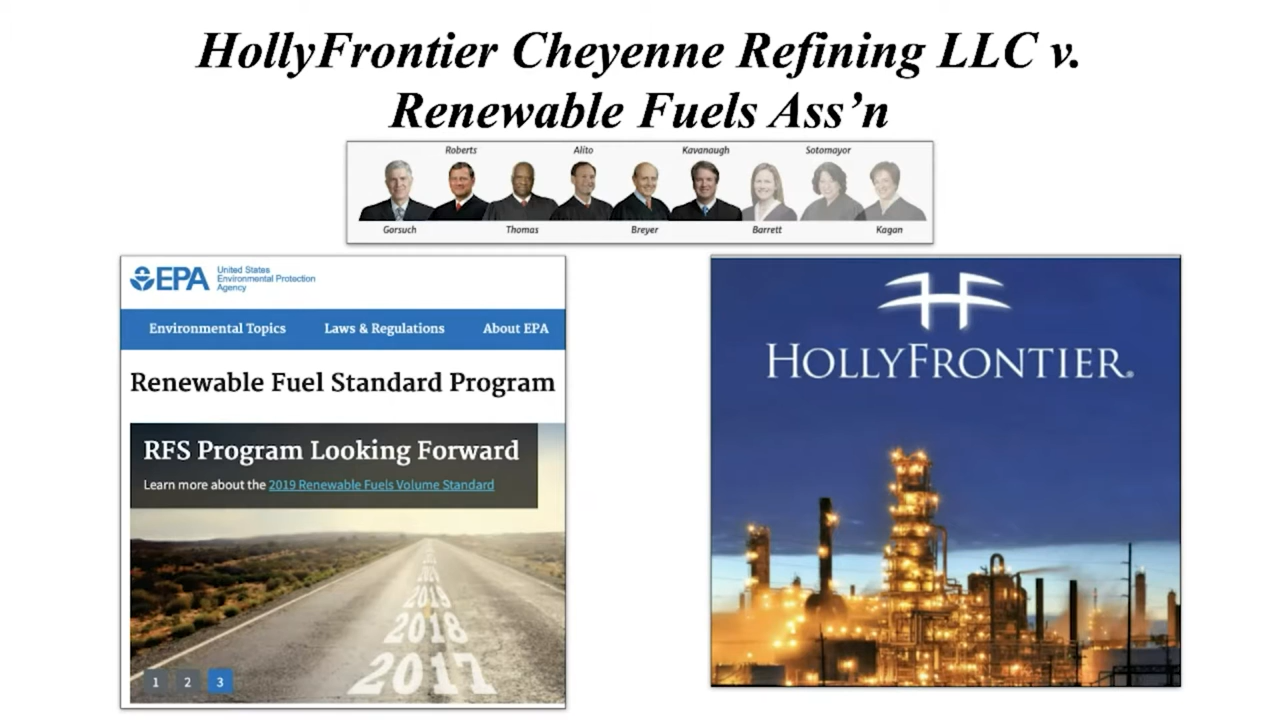 HollyFrontier Cheyenne Refining LLC v.
Renewable Fuels Ass’n
Roberts Alito Kavanaugh Sotomayor
Gorsuch Thomas Breyer Barrett Kagan
EPA
United States
Environmental Protection
Agency
Environmental Topics Laws & Regulations About EPA
Renewable Fuel Standard Program
RFS Program Looking Forward
Learn more about the 2019 Renewable Fuels Volume Standard
2019
2018
2017
1 2 3
HOLLYFRONTIER.